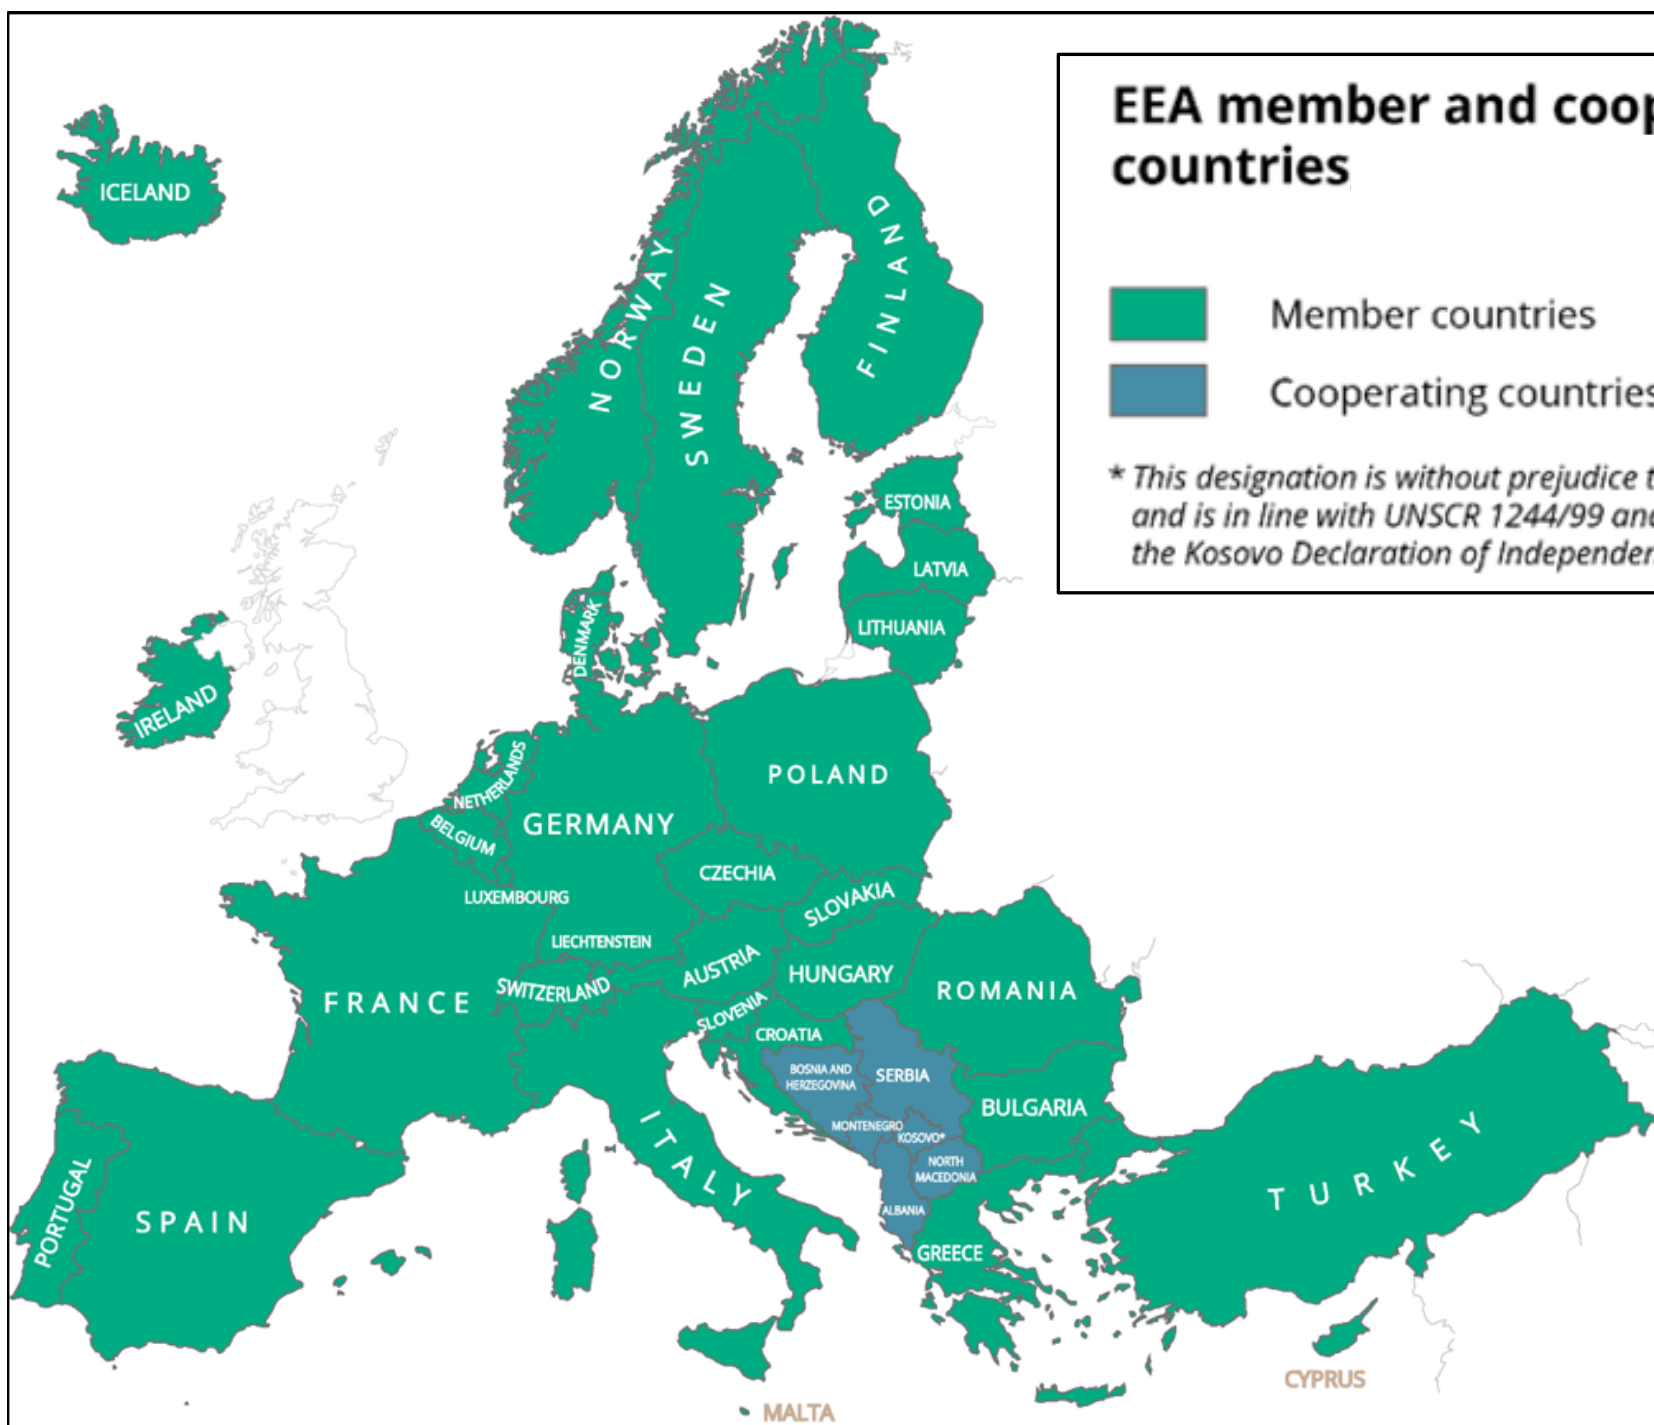 EEA member and coop
countries
Member countries
Cooperating countries
* This designation is without prejudice t
and is in line with UNSCR 1244/99 and
the Kosovo Declaration of Independen
ICELAND
NORWAY
SWEDEN
FINLAND
ESTONIA
LATVIA
LITHUANIA
DENMARK
IRELAND
NETHERLANDS
BELGIUM
GERMANY
POLAND
LUXEMBOURG
CZECHIA
SLOVAKIA
LIECHTENSTEIN
AUSTRIA
HUNGARY
SWITZERLAND
FRANCE
SLOVENIA
ROMANIA
CROATIA
BOSNIA AND
HERZEGOVINA
SERBIA
BULGARIA
MONTENEGRO
KOSOVO*
ITALY
NORTH
MACEDONIA
ALBANIA
PORTUGAL
SPAIN
GREECE
TURKEY
CYPRUS
MALTA